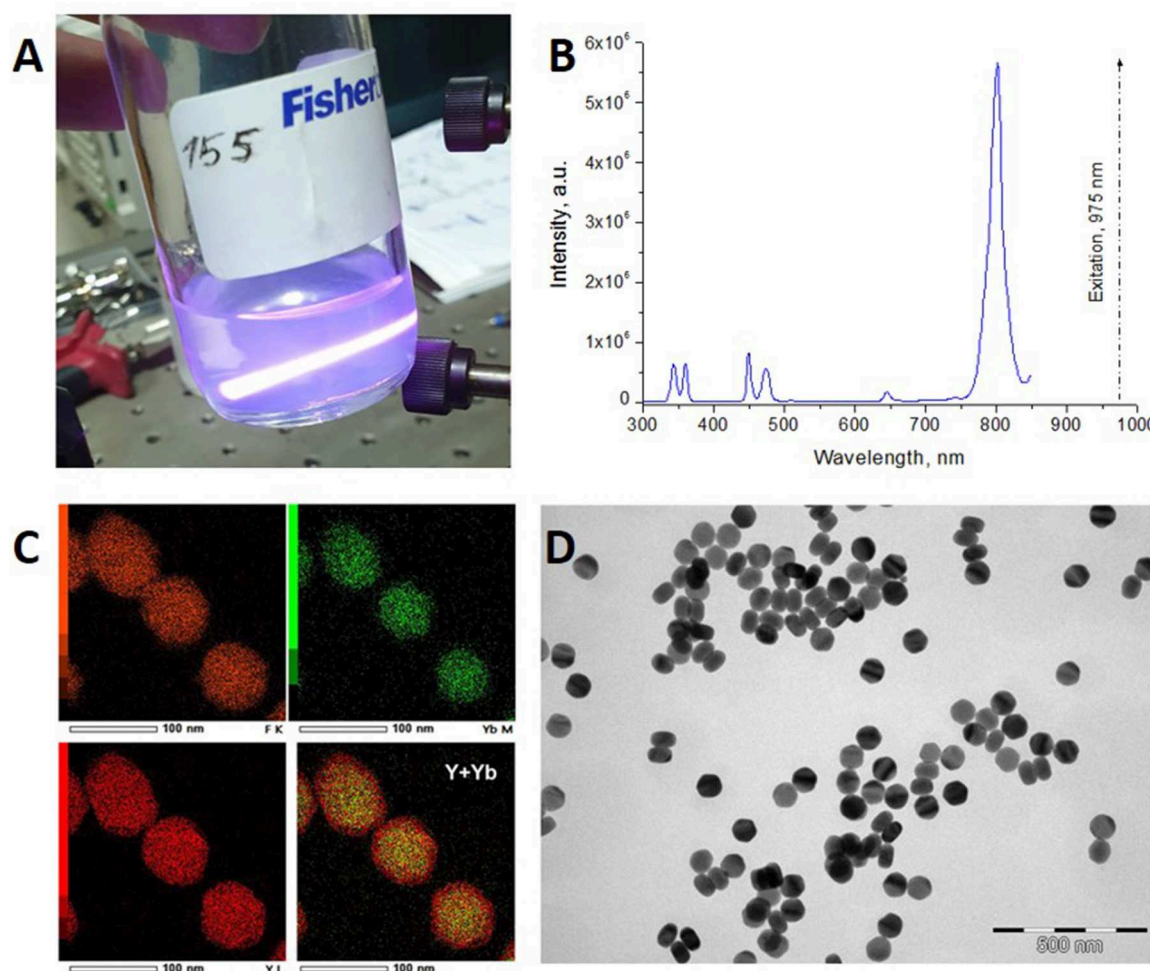 A
Fisher
155
B
6x10⁶
5x10⁶
4x10⁶
3x10⁶
2x10⁶
1x10⁶
0
Intensity, a.u.
Exitation, 975 nm
300 400 500 600 700 800 900 1000
Wavelength, nm
C
100 nm
F K
100 nm
Yb M
Y+Yb
100 nm
Y L
100 nm
D
500 nm